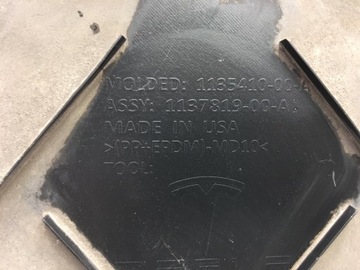 MOLDED: 1135410-00-A
ASSY: 1137819-00-A
MADE IN USA
>(PP+EPDM)-MD10<
TOOL: